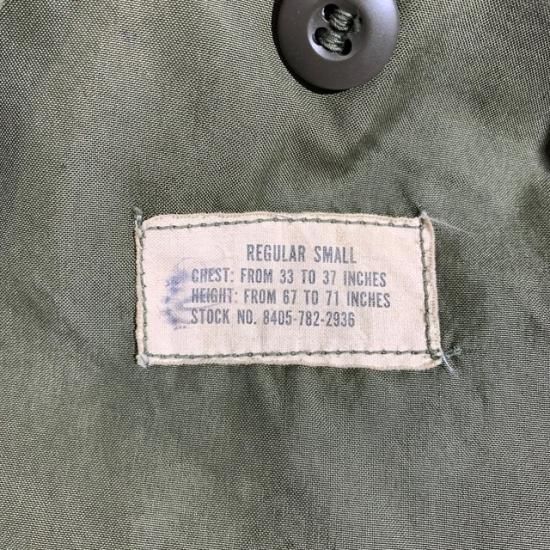 REGULAR SMALL
CHEST: FROM 33 TO 37 INCHES
HEIGHT: FROM 67 TO 71 INCHES
STOCK NO. 8405-782-2936